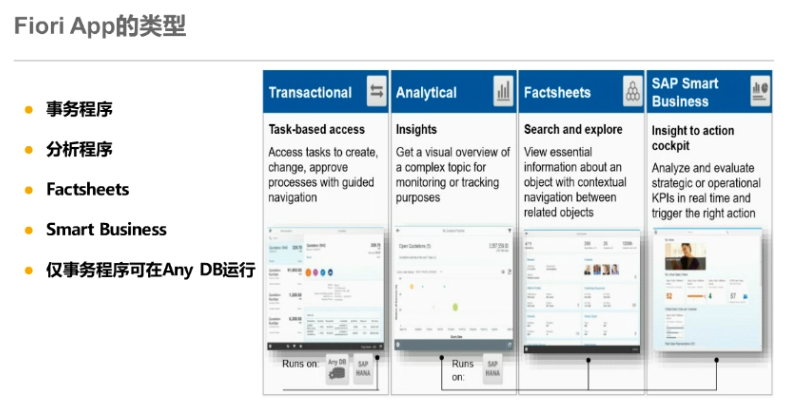 Fiori App的类型
事务程序
分析程序
Factsheets
Smart Business
仅事务程序可在Any DB运行
Transactional
Task-based access
Access tasks to create,
change, approve
processes with guided
navigation
Analytical
Insights
Get a visual overview of
a complex topic for
monitoring or tracking
purposes
Factsheets
Search and explore
View essential
information about an
object with contextual
navigation between
related objects
SAP Smart
Business
Insight to action
cockpit
Analyze and evaluate
strategic or operational
KPIs in real time and
trigger the right action
Runs on:
Any DB
SAP
HANA
Runs
on:
SAP
HANA